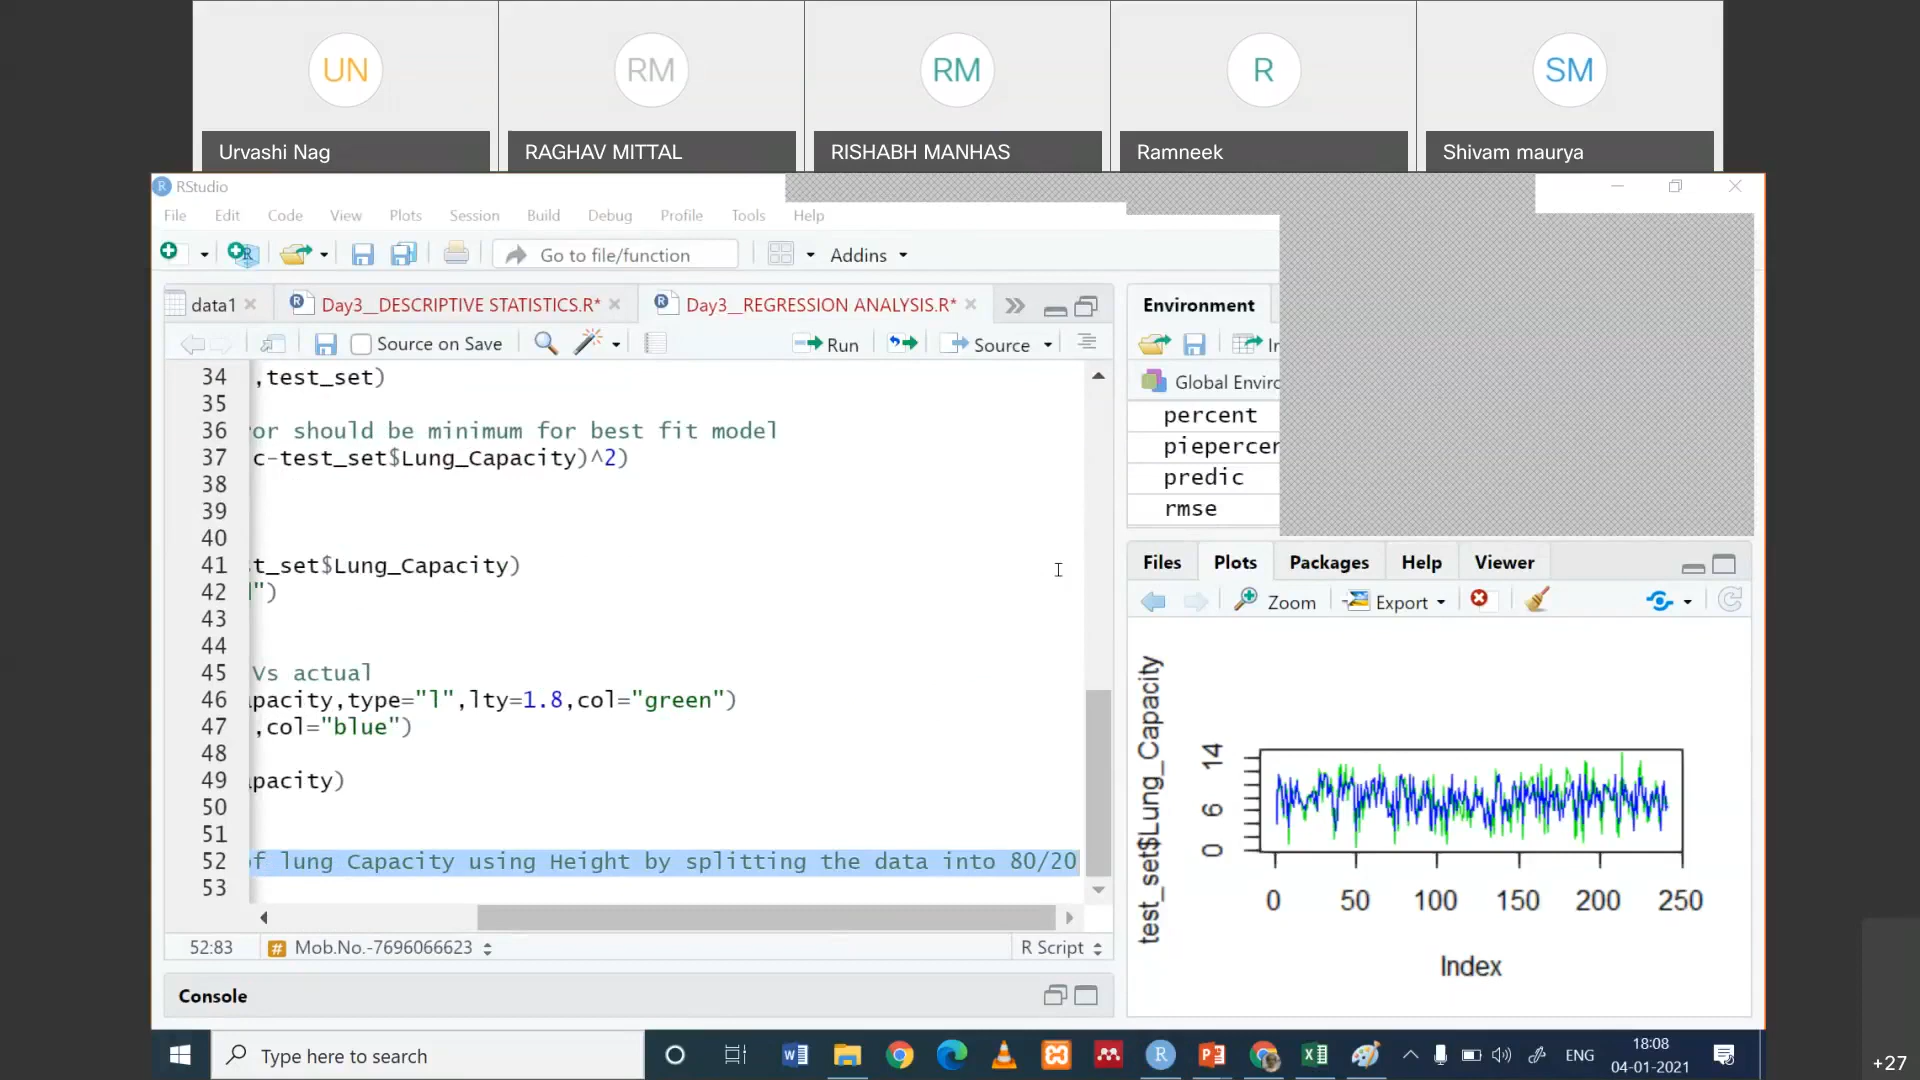 UN
RM
RM
R
SM
Urvashi Nag
RAGHAV MITTAL
RISHABH MANHAS
Ramneek
Shivam maurya
RStudio
File Edit Code View Plots Session Build Debug Profile Tools Help
Go to file/function
Addins
data1
Day3__DESCRIPTIVE STATISTICS.R*
Day3__REGRESSION ANALYSIS.R*
Source on Save
Run
Source
34 ,test_set)
35
36 or should be minimum for best fit model
37 c-test_set$Lung_Capacity)^2)
38
39
40
41 t_set$Lung_Capacity)
42 ")
43
44
45 Vs actual
46 pacity,type="l",lty=1.8,col="green")
47 ,col="blue")
48
49 pacity)
50
51
52 f lung Capacity using Height by splitting the data into 80/20
53
52:83
# Mob.No.-7696066623
R Script
Console
Environment
Global Enviro
percent
piepercen
predic
rmse
Files Plots Packages Help Viewer
Zoom
Export
test_set$Lung_Capacity
14
6
0
0 50 100 150 200 250
Index
Type here to search
ENG
18:08
04-01-2021
+27